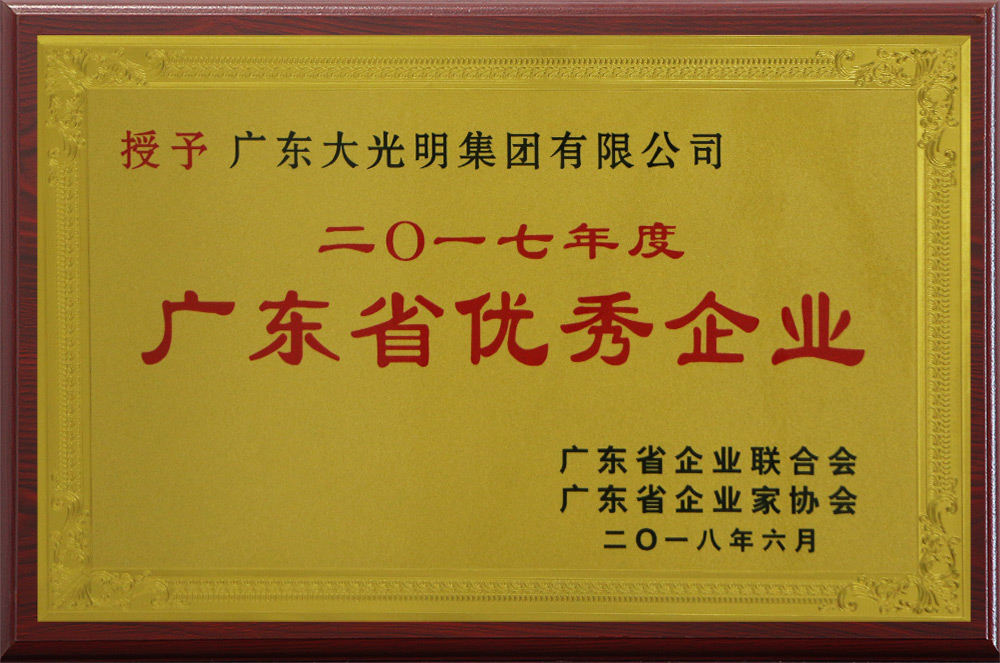 授予 广东大光明集团有限公司
二〇一七年度
广东省优秀企业
广东省企业联合会
广东省企业家协会
二〇一八年六月